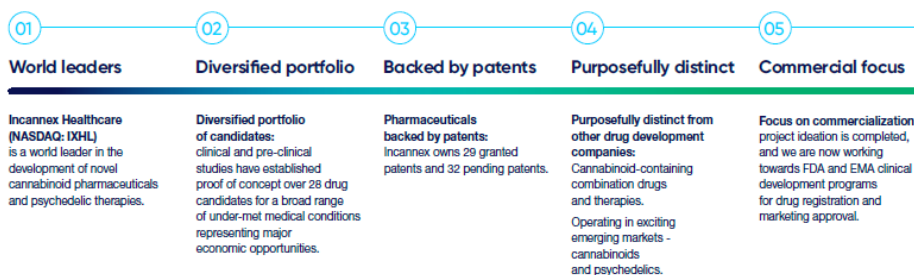 01
World leaders
Incannex Healthcare
(NASDAQ: IXHL)
is a world leader in the
development of novel
cannabinoid pharmaceuticals
and psychedelic therapies.
02
Diversified portfolio
Diversified portfolio
of candidates:
clinical and pre-clinical
studies have established
proof of concept over 28 drug
candidates for a broad range
of under-met medical conditions
representing major
economic opportunities.
03
Backed by patents
Pharmaceuticals
backed by patents:
Incannex owns 29 granted
patents and 32 pending patents.
04
Purposefully distinct
Purposefully distinct from
other drug development
companies:
Cannabinoid-containing
combination drugs
and therapies.
Operating in exciting
emerging markets -
cannabinoids
and psychedelics.
05
Commercial focus
Focus on commercialization
project ideation is completed,
and we are now working
towards FDA and EMA clinical
development programs
for drug registration and
marketing approval.